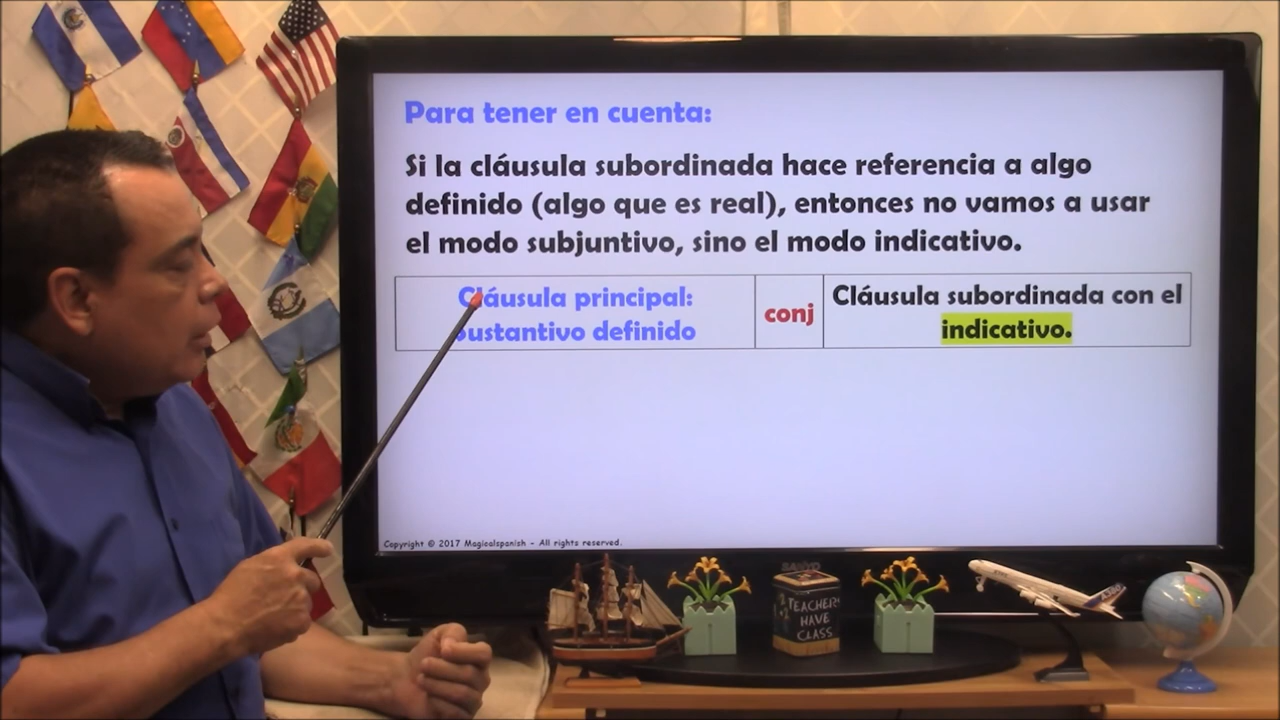 Para tener en cuenta:
Si la cláusula subordinada hace referencia a algo
definido (algo que es real), entonces no vamos a usar
el modo subjuntivo, sino el modo indicativo.
Cláusula principal:
Sustantivo definido
conj
Cláusula subordinada con el
indicativo.
Copyright © 2017 Magicalspanish - All rights reserved.
SANYO
TEACHERS
HAVE
CLASS
A380